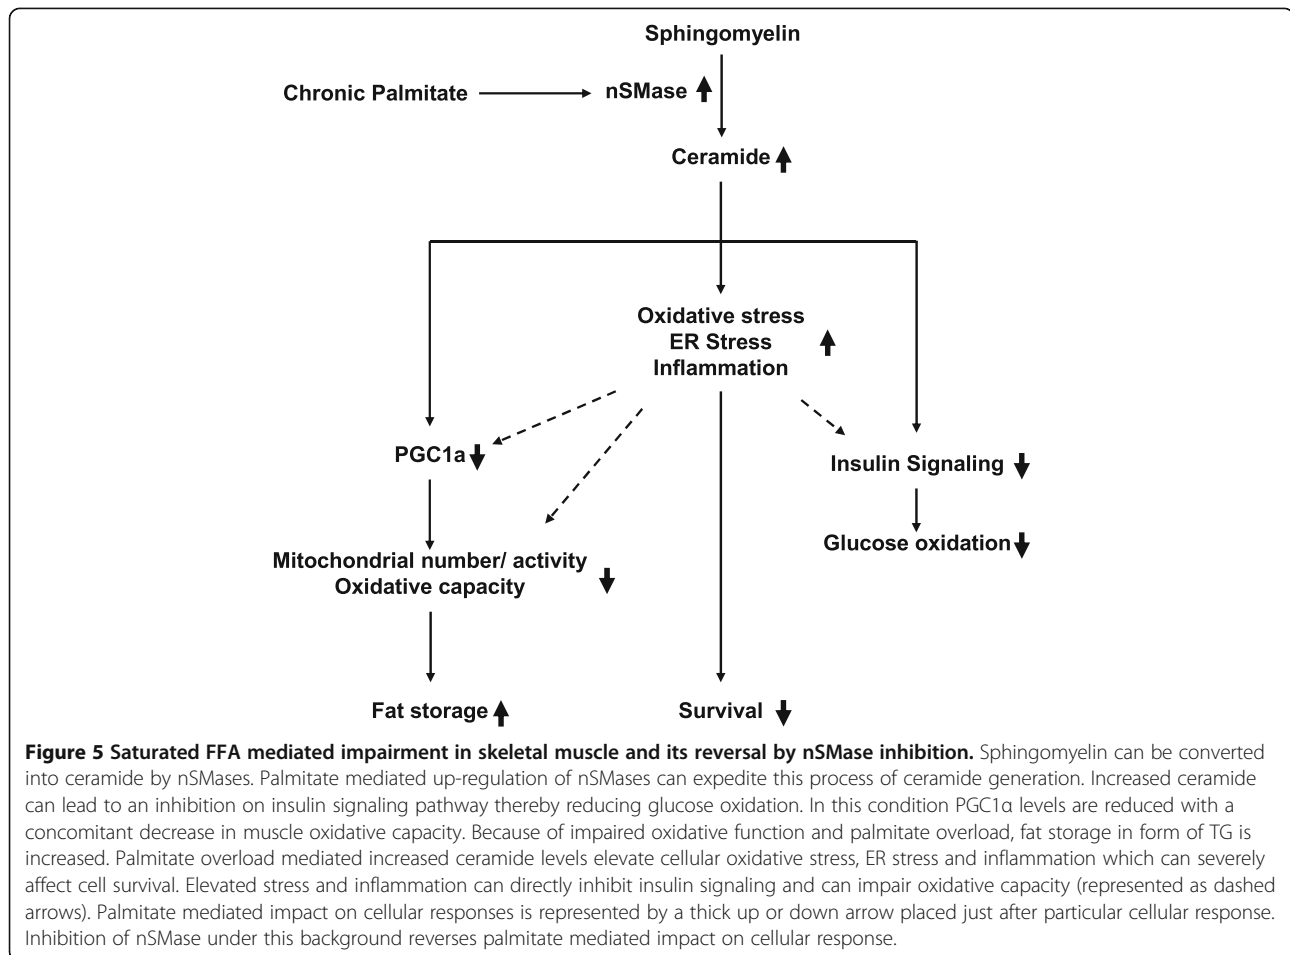 Sphingomyelin
Chronic Palmitate
nSMase
Ceramide
Oxidative stress
ER Stress
Inflammation
PGC1a
Insulin Signaling
Glucose oxidation
Mitochondrial number/ activity
Oxidative capacity
Fat storage
Survival
Figure 5 Saturated FFA mediated impairment in skeletal muscle and its reversal by nSMase inhibition. Sphingomyelin can be converted
into ceramide by nSMases. Palmitate mediated up-regulation of nSMases can expedite this process of ceramide generation. Increased ceramide
can lead to an inhibition on insulin signaling pathway thereby reducing glucose oxidation. In this condition PGC1α levels are reduced with a
concomitant decrease in muscle oxidative capacity. Because of impaired oxidative function and palmitate overload, fat storage in form of TG is
increased. Palmitate overload mediated increased ceramide levels elevate cellular oxidative stress, ER stress and inflammation which can severely
affect cell survival. Elevated stress and inflammation can directly inhibit insulin signaling and can impair oxidative capacity (represented as dashed
arrows). Palmitate mediated impact on cellular responses is represented by a thick up or down arrow placed just after particular cellular response.
Inhibition of nSMase under this background reverses palmitate mediated impact on cellular response.